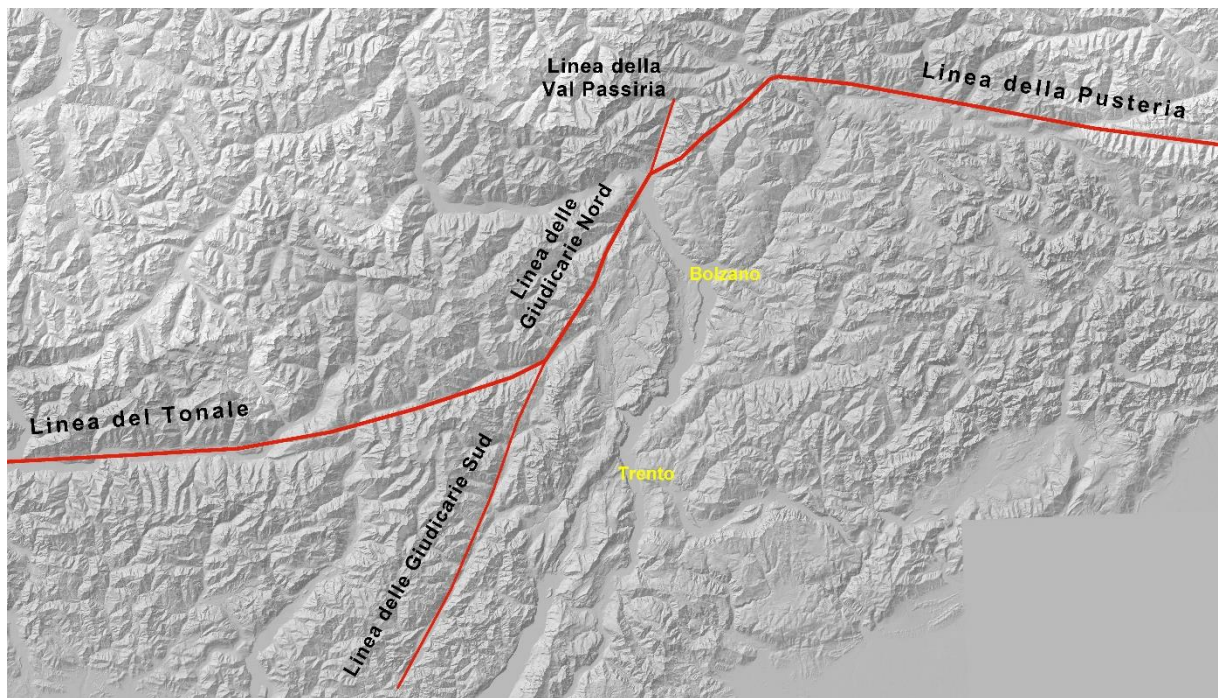 Linea della
Val Passiria
Linea della Pusteria
Linea delle
Giudicarie Nord
Bolzano
Linea del Tonale
Linea delle Giudicarie Sud
Trento